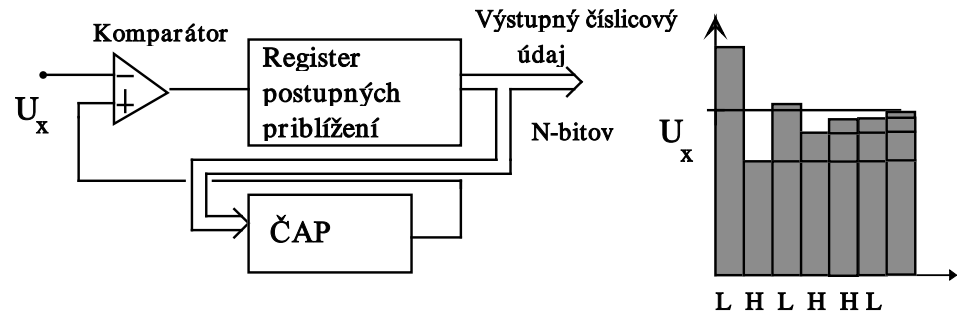 Komparátor
U
x
Register
postupných
priblížení
Výstupný číslicový
údaj
N-bitov
ČAP
U
x
L H L H H L